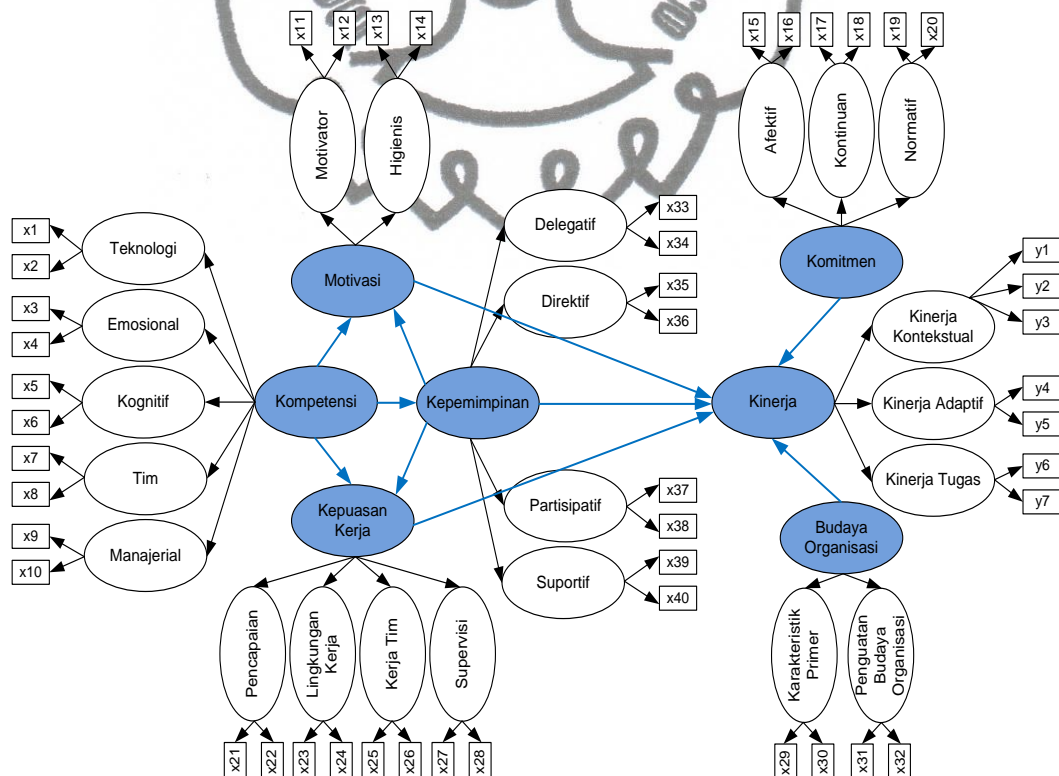 x11
x12
x13
x14
x15
x16
x17
x18
x19
x20
Motivator
Higienis
Afektif
Kontinuan
Normatif
x1
x2
Teknologi
Delegatif
x33
x34
Motivasi
Komitmen
y1
y2
y3
x3
x4
Emosional
Direktif
x35
x36
Kinerja
Kontekstual
x5
x6
Kognitif
Kompetensi
Kepemimpinan
Kinerja
Kinerja Adaptif
y4
y5
x7
x8
Tim
Kinerja Tugas
y6
y7
Kepuasan
Kerja
Partisipatif
x37
x38
Budaya
Organisasi
x9
x10
Manajerial
Suportif
x39
x40
Pencapaian
Lingkungan
Kerja
Kerja Tim
Supervisi
Karakteristik
Primer
Penguatan
Budaya
Organisasi
x21
x22
x23
x24
x25
x26
x27
x28
x29
x30
x31
x32